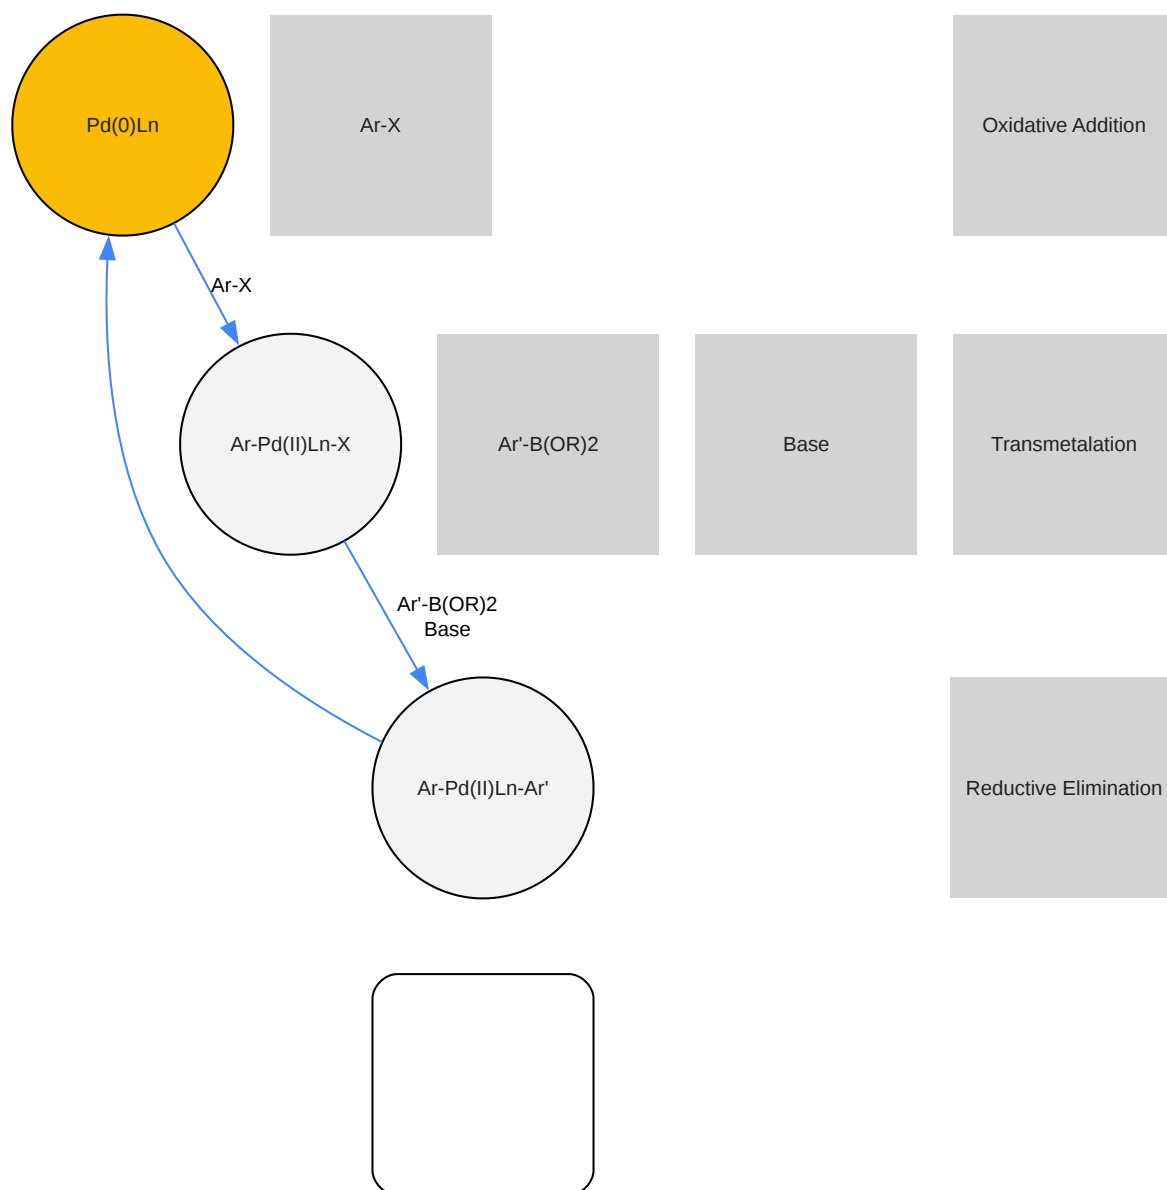 Pd(0)Ln
Ar-X
Oxidative Addition
Ar-X
Ar-Pd(II)Ln-X
Ar'-B(OR)2
Base
Transmetalation
Ar'-B(OR)2
Base
Ar-Pd(II)Ln-Ar'
Reductive Elimination